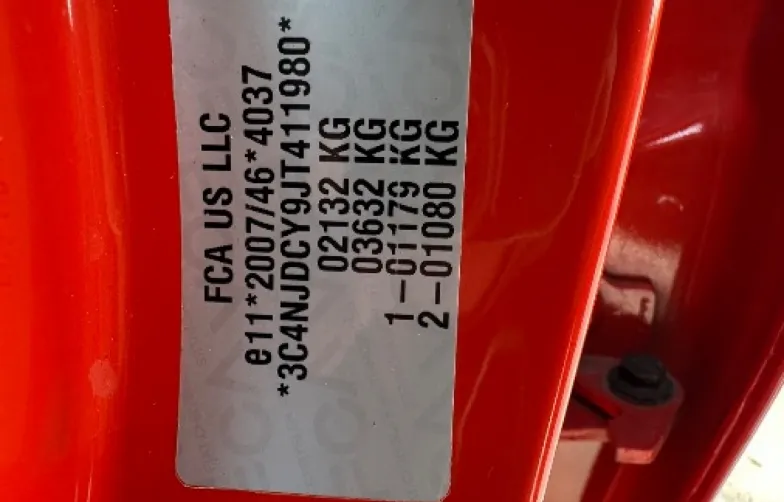 FCA US LLC
e11*2007/46*4037
*3C4NJDCY9JT411980*
02132 KG
03632 KG
1-01179 KG
2-01080 KG